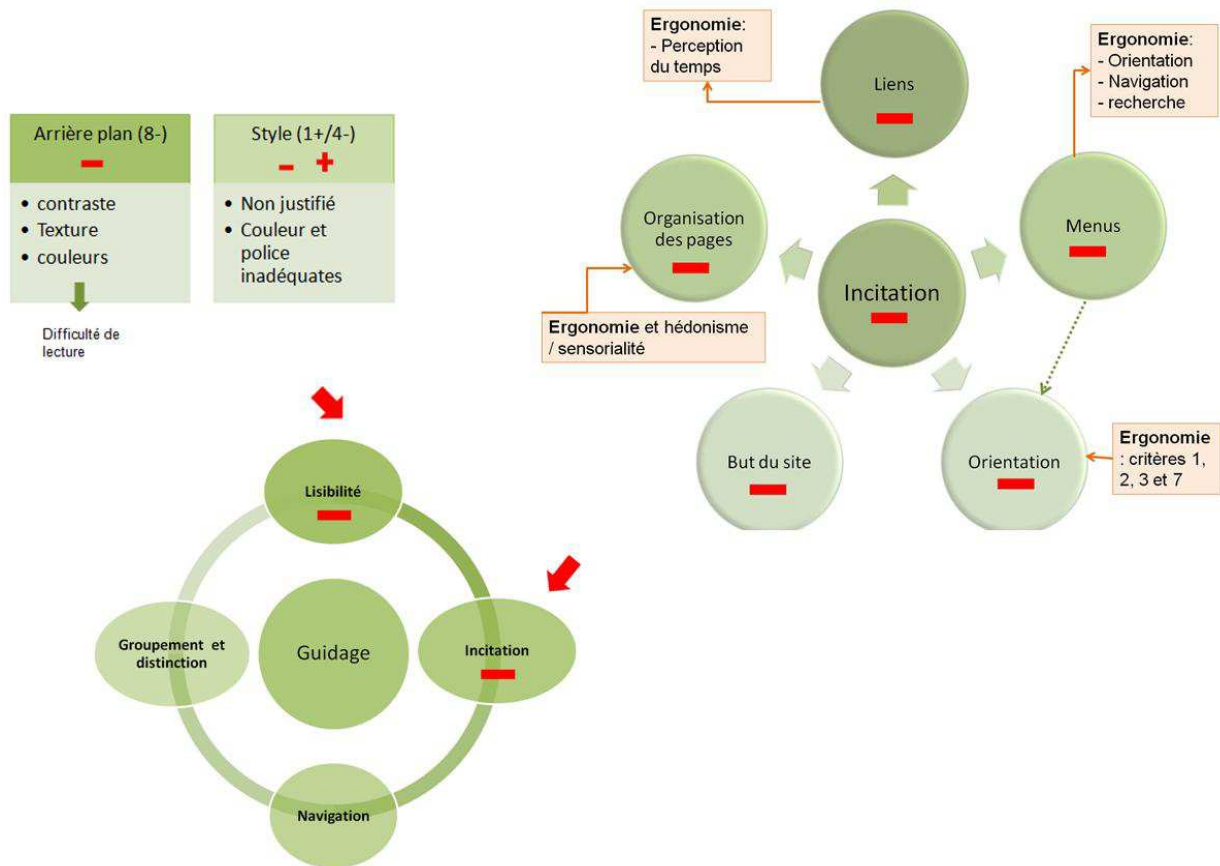 Arrière plan (8-)
• contraste
• Texture
• couleurs
Difficulté de
lecture
Style (1+/4-)
• Non justifié
• Couleur et
police
inadéquates
Ergonomie:
- Perception
du temps
Liens
Ergonomie:
- Orientation
- Navigation
- recherche
Organisation
des pages
Menus
Incitation
Ergonomie et hédonisme
/ sensorialité
But du site
Orientation
Ergonomie
: critères 1,
2, 3 et 7
Lisibilité
Groupement et
distinction
Guidage
Incitation
Navigation